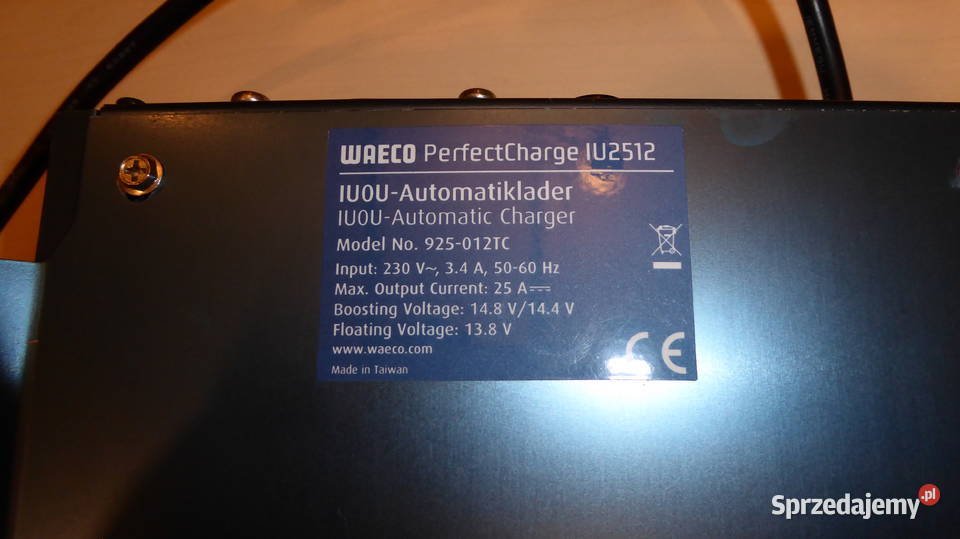 WAECO PerfectCharge IU2512
IU0U-Automatiklader
IU0U-Automatic Charger
Model No. 925-012TC
Input: 230 V~, 3.4 A, 50-60 Hz
Max. Output Current: 25 A⎓
Boosting Voltage: 14.8 V/14.4 V
Floating Voltage: 13.8 V
www.waeco.com
CE
Made in Taiwan
Sprzedajemy.pl